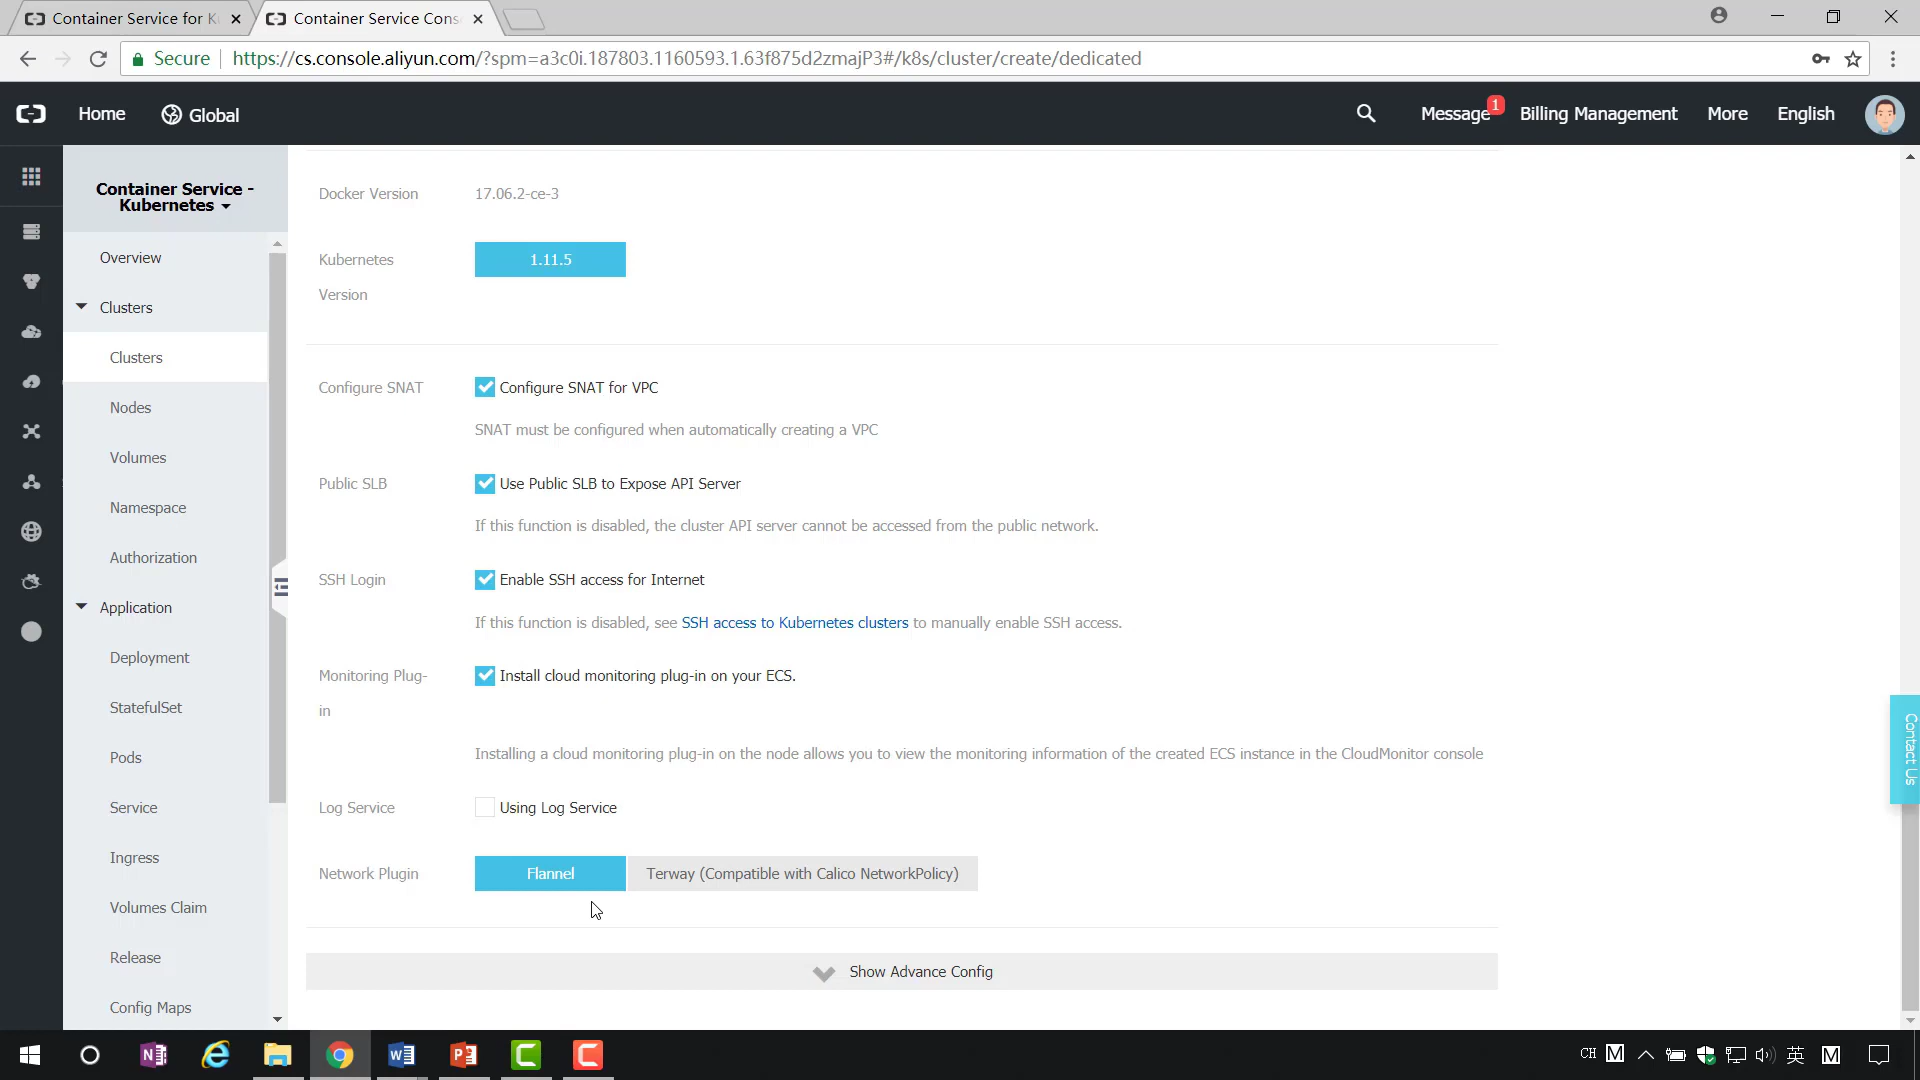 Container Service for K
Container Service Cons
Secure
https://cs.console.aliyun.com/?spm=a3c0i.187803.1160593.1.63f875d2zmajP3#/k8s/cluster/create/dedicated
Home
Global
Message
1
Billing Management
More
English
Container Service -
Kubernetes
Overview
Clusters
Clusters
Nodes
Volumes
Namespace
Authorization
Application
Deployment
StatefulSet
Pods
Service
Ingress
Volumes Claim
Release
Config Maps
Docker Version
17.06.2-ce-3
Kubernetes
Version
1.11.5
Configure SNAT
Configure SNAT for VPC
SNAT must be configured when automatically creating a VPC
Public SLB
Use Public SLB to Expose API Server
If this function is disabled, the cluster API server cannot be accessed from the public network.
SSH Login
Enable SSH access for Internet
If this function is disabled, see SSH access to Kubernetes clusters to manually enable SSH access.
Monitoring Plug-
in
Install cloud monitoring plug-in on your ECS.
Installing a cloud monitoring plug-in on the node allows you to view the monitoring information of the created ECS instance in the CloudMonitor console
Log Service
Using Log Service
Network Plugin
Flannel
Terway (Compatible with Calico NetworkPolicy)
Show Advance Config
Contact Us
CH
M
英
M